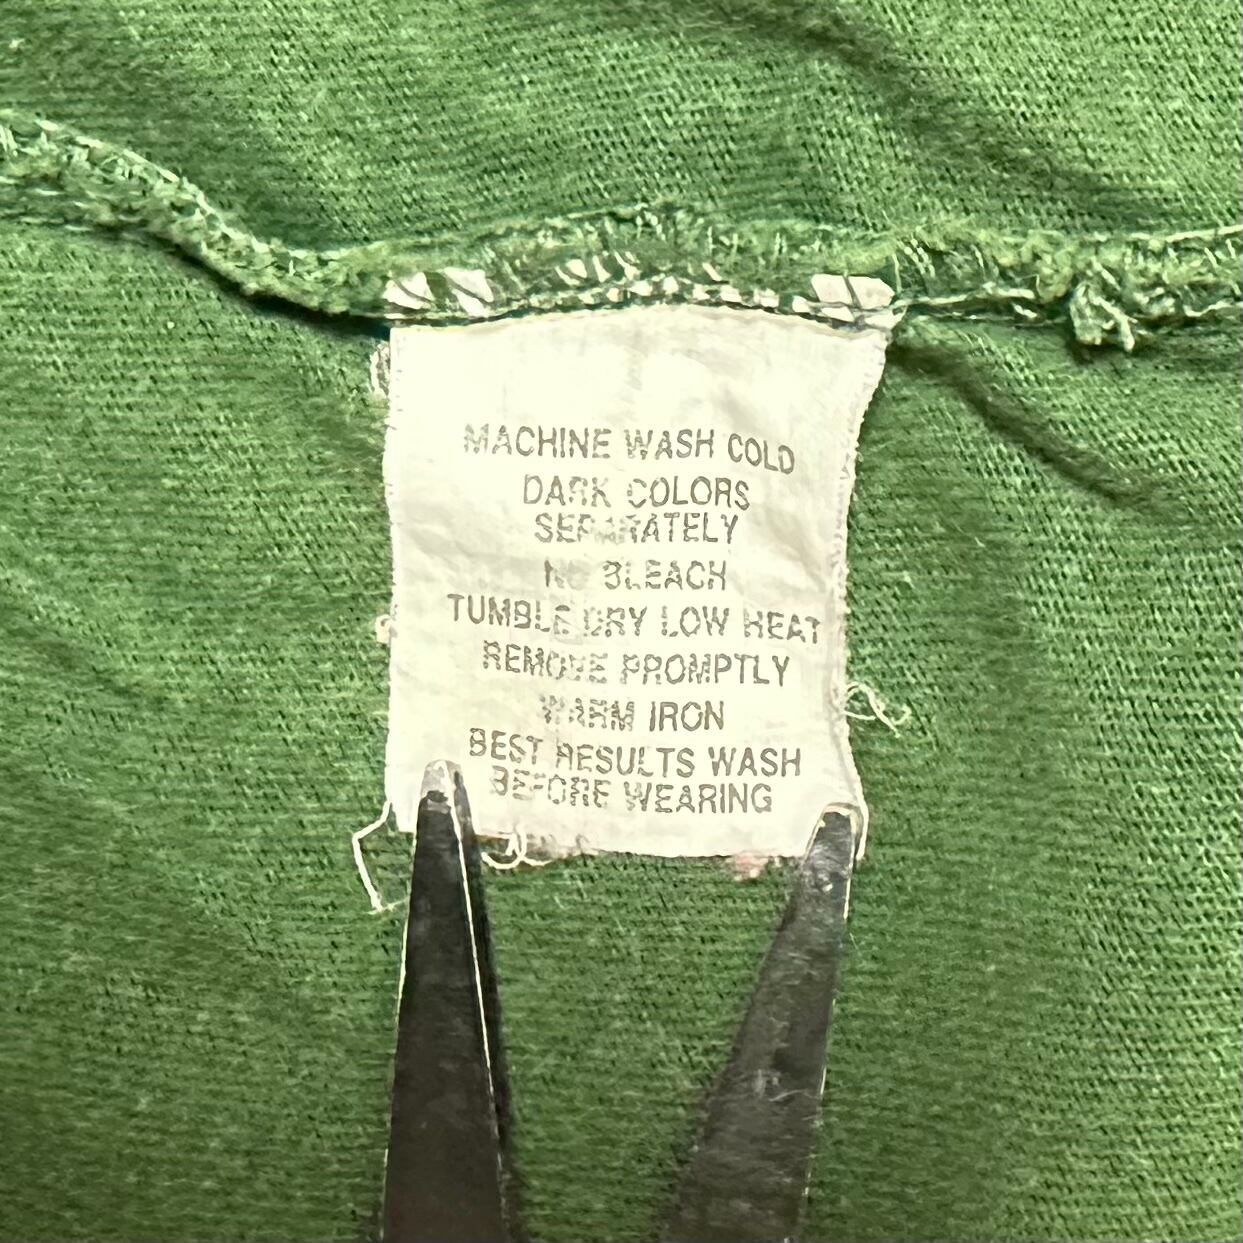 MACHINE WASH COLD
DARK COLORS
SEPARATELY
NO BLEACH
TUMBLE DRY LOW HEAT
REMOVE PROMPTLY
WARM IRON
BEST RESULTS WASH
BEFORE WEARING